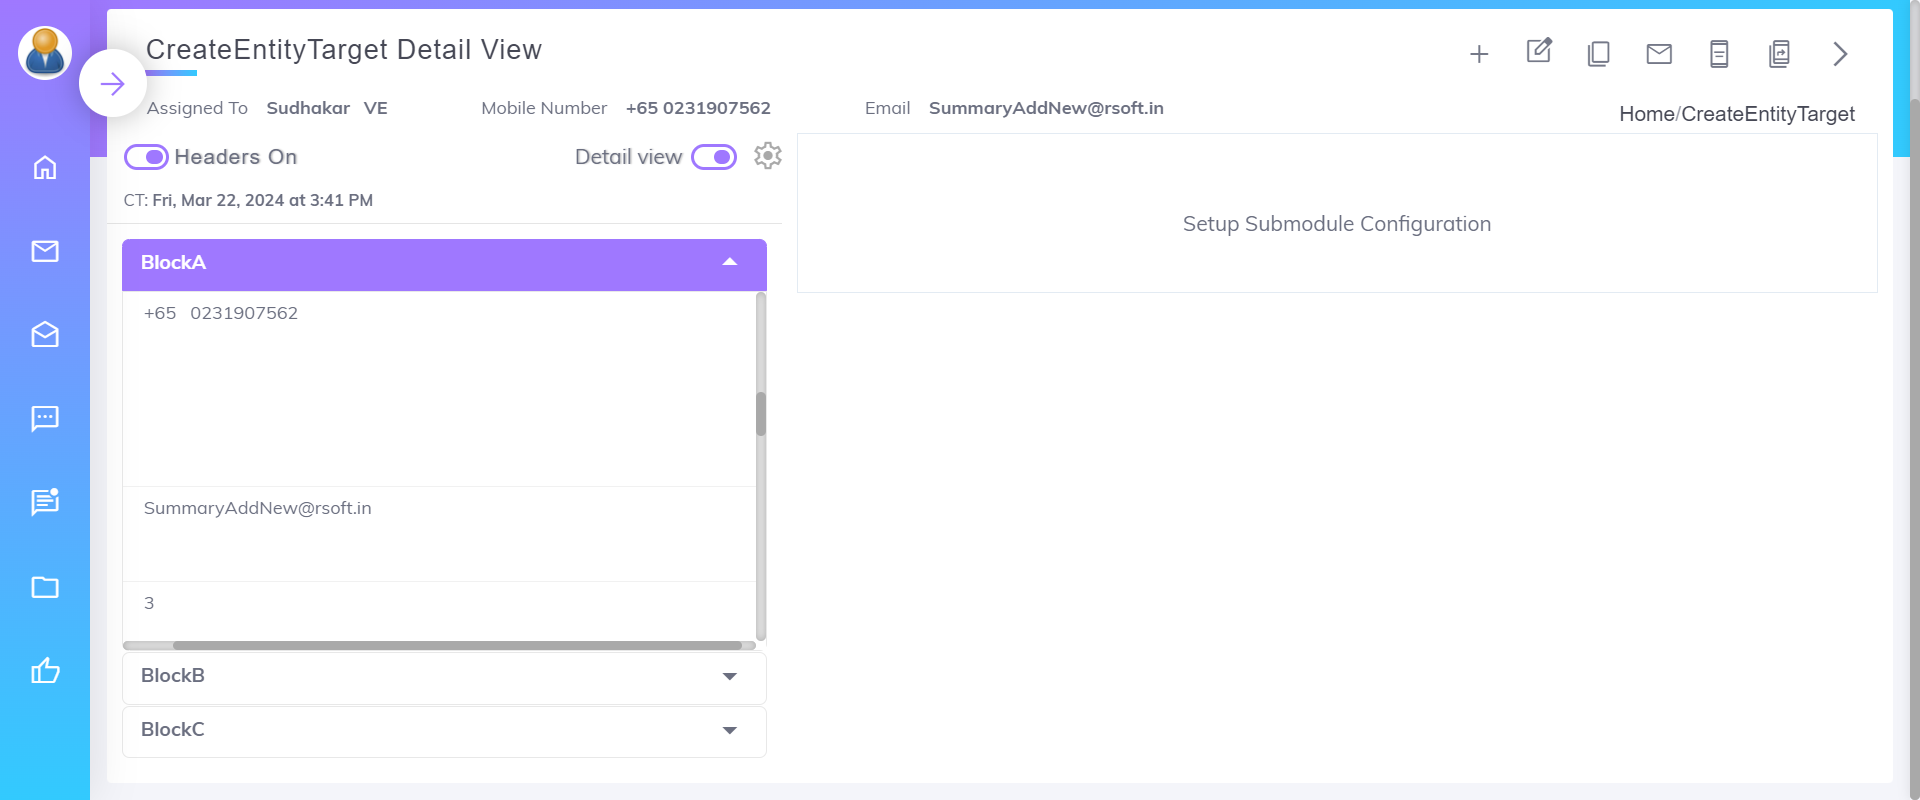 CreateEntityTarget Detail View
Assigned To Sudhakar VE Mobile Number +65 0231907562 Email SummaryAddNew@rsoft.in
Home/CreateEntityTarget
Headers On Detail view
CT: Fri, Mar 22, 2024 at 3:41 PM
Setup Submodule Configuration
BlockA
+65 0231907562
SummaryAddNew@rsoft.in
3
BlockB
BlockC